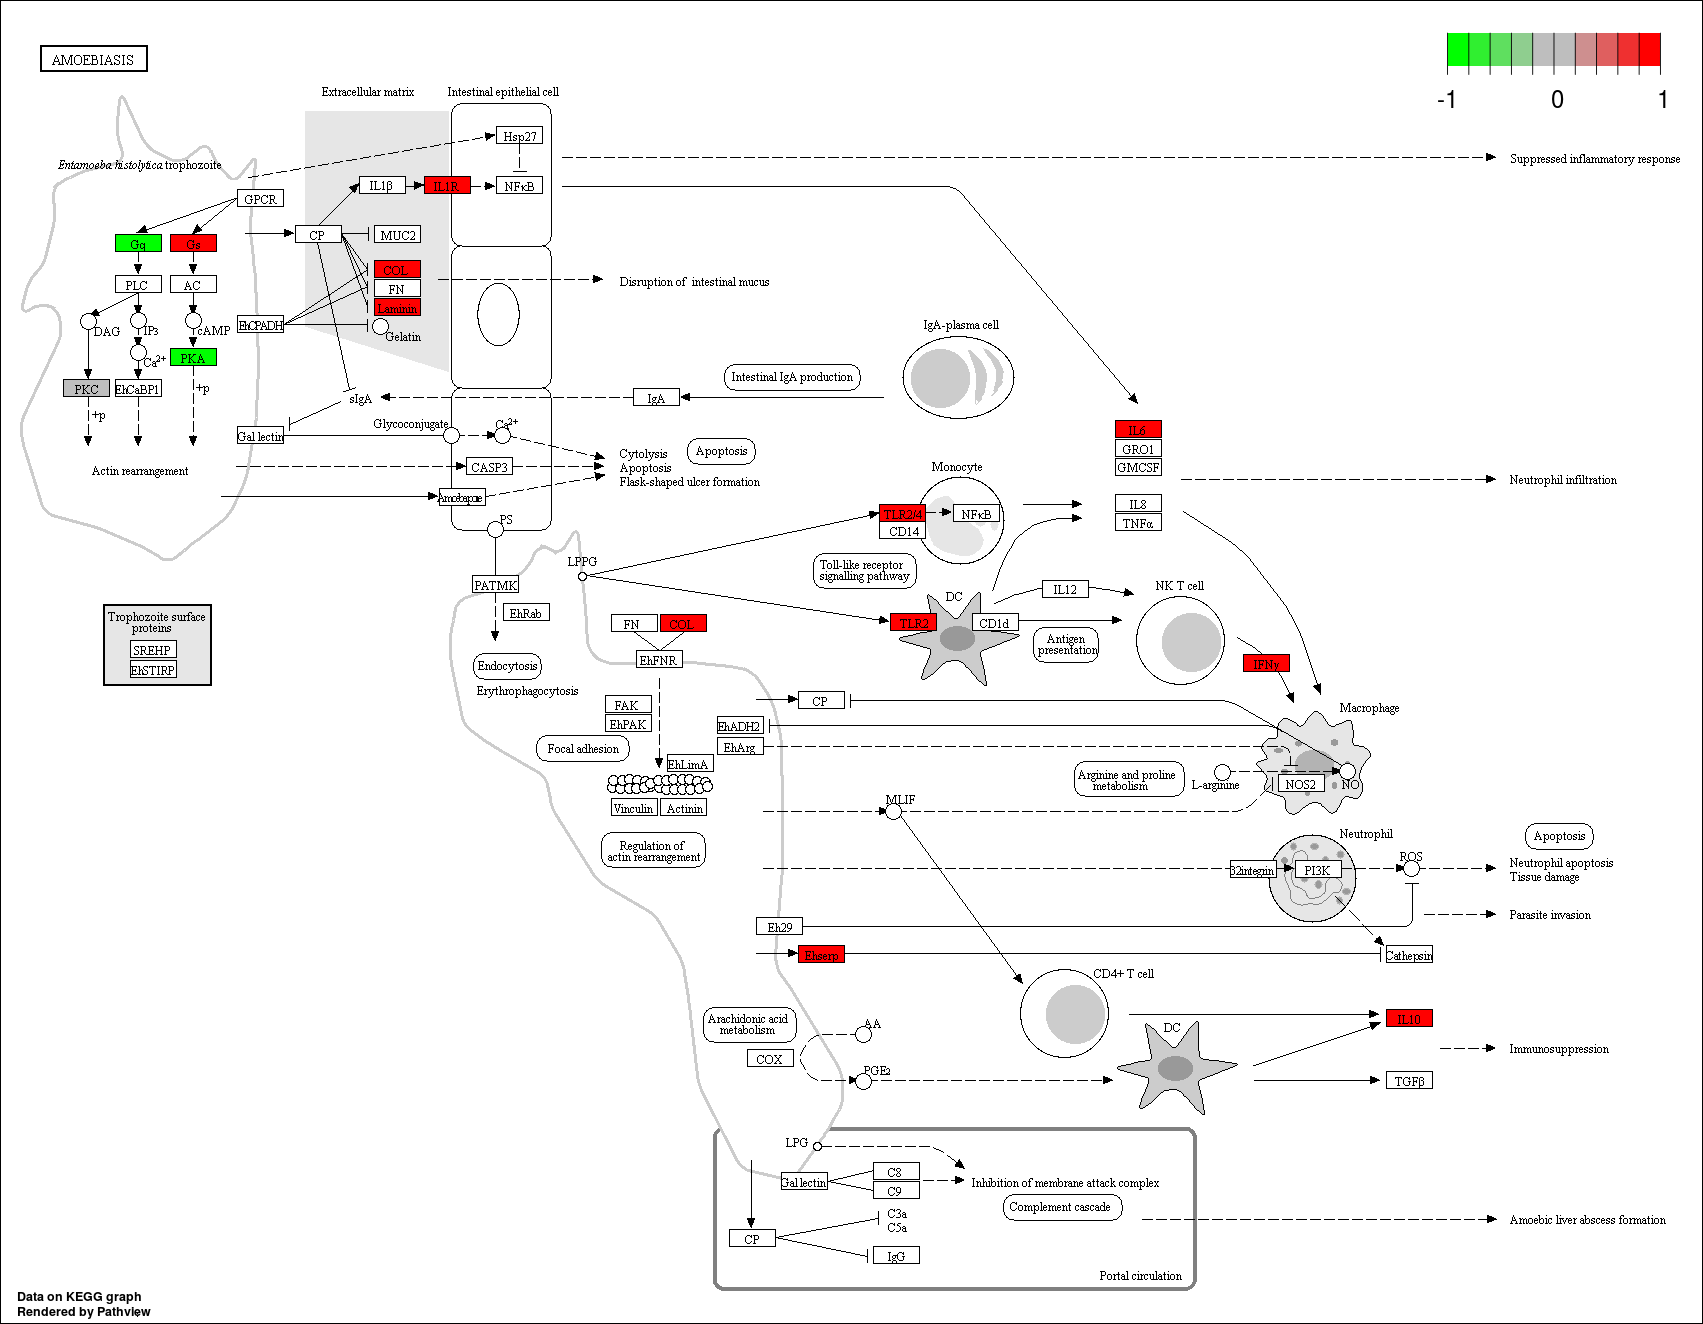 AMOEBIASIS
-1
0
1
Extracellular matrix
Intestinal epithelial cell
Hsp27
Suppressed inflammatory response
Entamoeba histolytica trophozoite
IL1β
IL1R
NFκB
GPCR
CP
MUC2
Gq
Gs
COL
FN
Laminin
Gelatin
Disruption of intestinal mucus
PLC
AC
DAG
IP3
cAMP
EhCPADH
Ca2+
PKA
PKC
EhCaBP1
+p
+p
IgA-plasma cell
Intestinal IgA production
sIgA
IgA
Gal lectin
Glycoconjugate
Ca2+
Cytolysis
Apoptosis
Flask-shaped ulcer formation
Apoptosis
Actin rearrangement
CASP3
Amoebapore
PS
IL6
GRO1
GMCSF
IL8
TNFα
Neutrophil infiltration
Monocyte
TLR2/4
CD14
NFκB
LPPG
Toll-like receptor
signalling pathway
PATMK
EhRab
Endocytosis
Erythrophagocytosis
DC
TLR2
CD1d
IL12
Antigen
presentation
NK T cell
IFNγ
Trophozoite surface
proteins
SREHP
EhSTIRP
FN
COL
EhFNR
FAK
EhPAK
Focal adhesion
EhLimA
Vinculin
Actinin
Regulation of
actin rearrangement
CP
EhADH2
EhArg
Macrophage
Arginine and proline
metabolism
L-arginine
NOS2
NO
MLIF
Neutrophil
Apoptosis
β2integrin
PI3K
ROS
Neutrophil apoptosis
Tissue damage
Eh29
Parasite invasion
Ehserp
Cathepsin
CD4+ T cell
Arachidonic acid
metabolism
AA
COX
PGE2
DC
IL10
Immunosuppression
TGFβ
LPG
Gal lectin
C8
C9
Inhibition of membrane attack complex
Complement cascade
C3a
C5a
CP
IgG
Amoebic liver abscess formation
Portal circulation
Data on KEGG graph
Rendered by Pathview